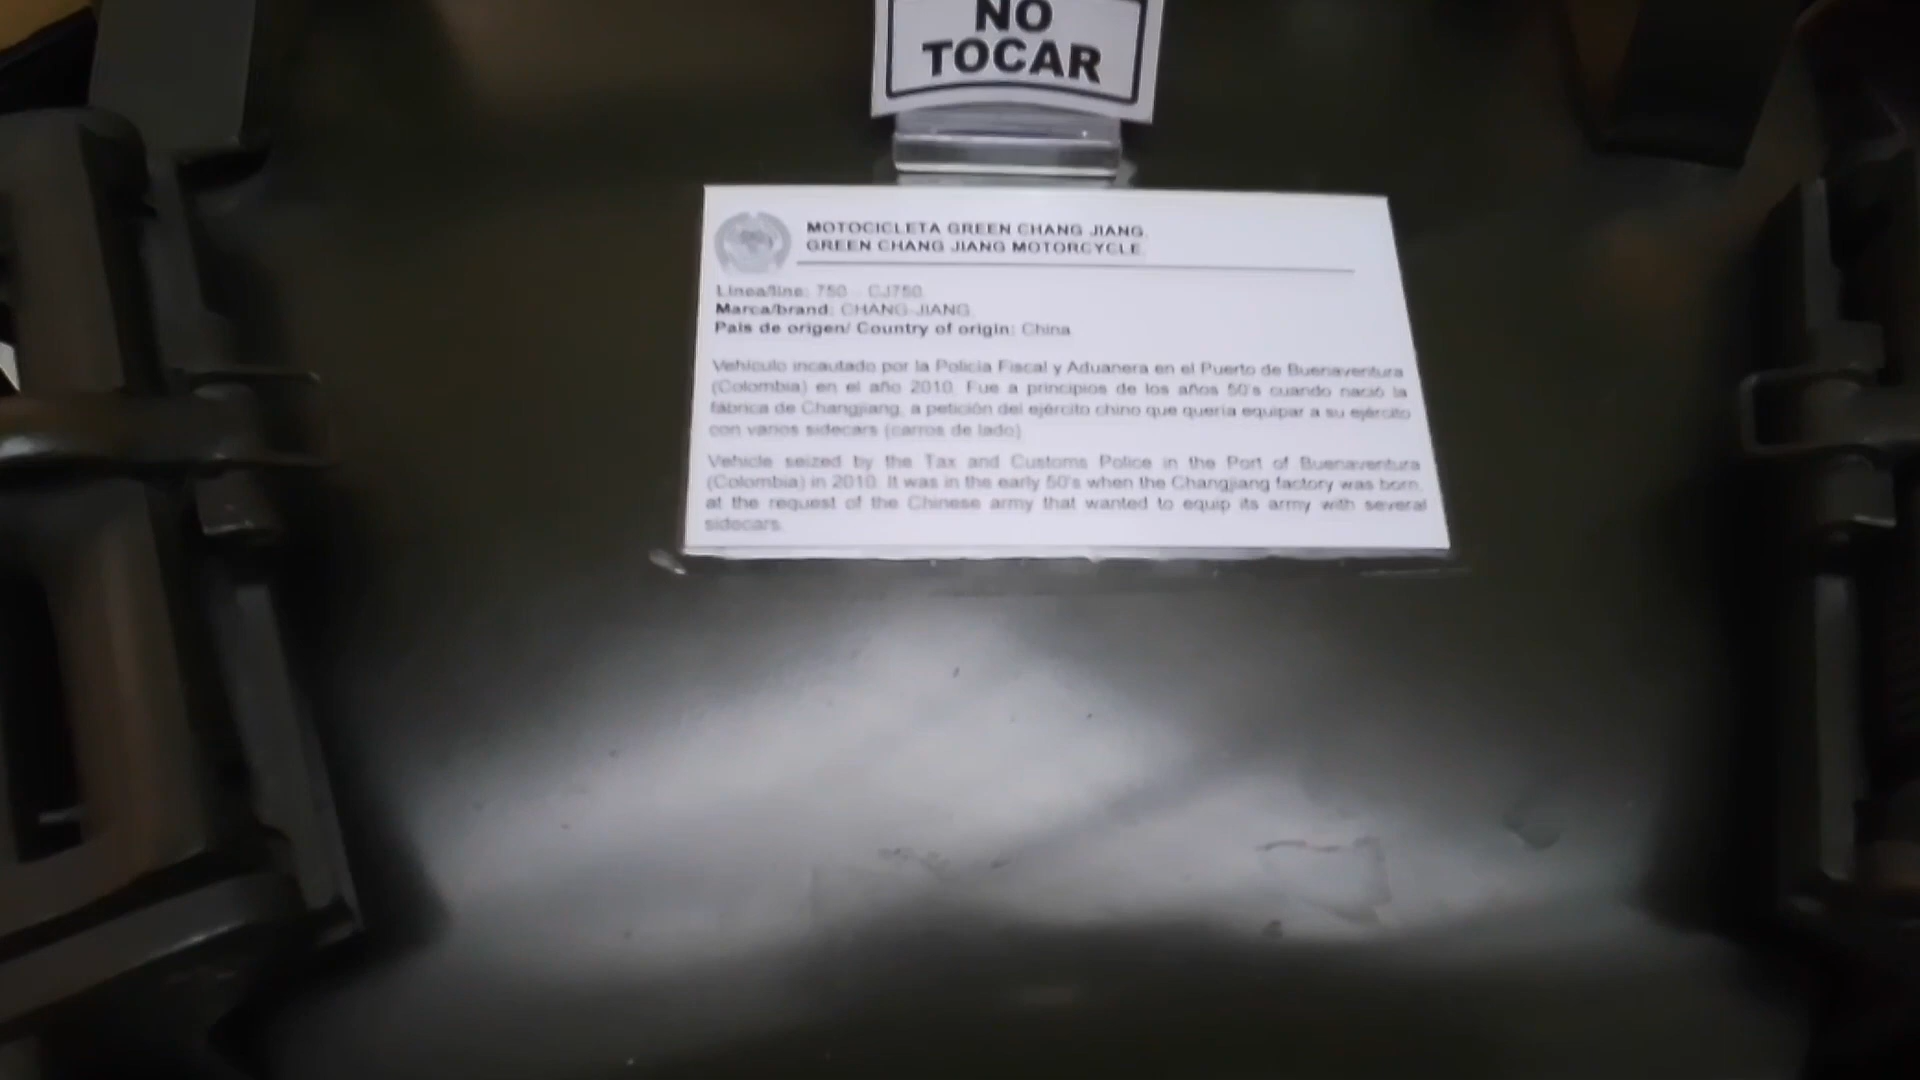 NO
TOCAR
MOTOCICLETA GREEN CHANG JIANG.
GREEN CHANG JIANG MOTORCYCLE.
Línea/line: 750 - CJ750.
Marca/brand: CHANG JIANG.
País de origen/ Country of origin: China
Vehículo incautado por la Policía Fiscal y Aduanera en el Puerto de Buenaventura
(Colombia) en el año 2010. Fue a principios de los años 50's cuando nació la
fábrica de Changjiang, a petición del ejército chino que quería equipar a su ejército
con varios sidecars (carros de lado).
Vehicle seized by the Tax and Customs Police in the Port of Buenaventura
(Colombia) in 2010. It was in the early 50's when the Changjiang factory was born,
at the request of the Chinese army that wanted to equip its army with several
sidecars.